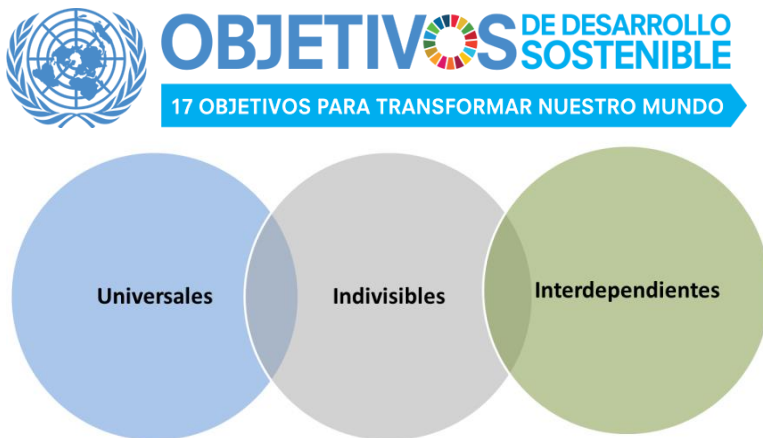 OBJETIVOS DE DESARROLLO
SOSTENIBLE
17 OBJETIVOS PARA TRANSFORMAR NUESTRO MUNDO
Universales
Indivisibles
Interdependientes